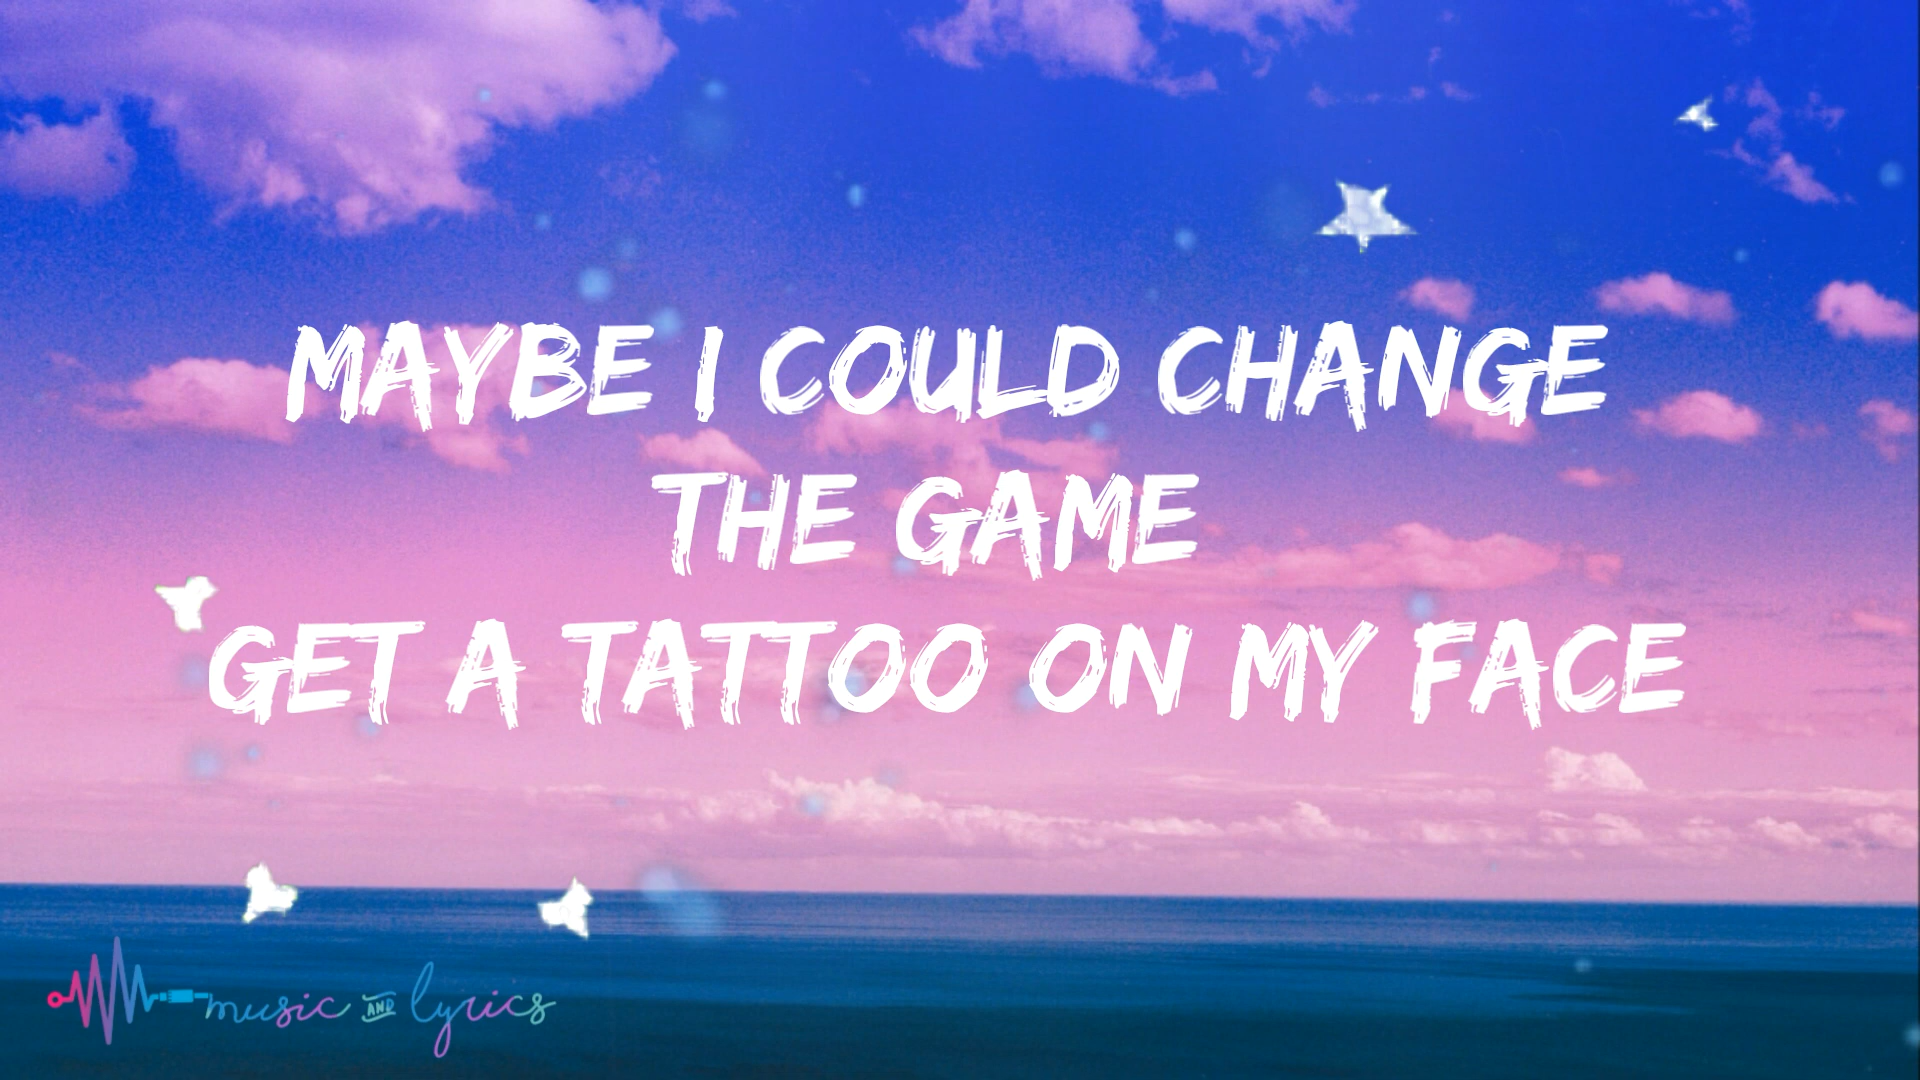 MAYBE I COULD CHANGE
THE GAME
GET A TATTOO ON MY FACE
music AND lyrics